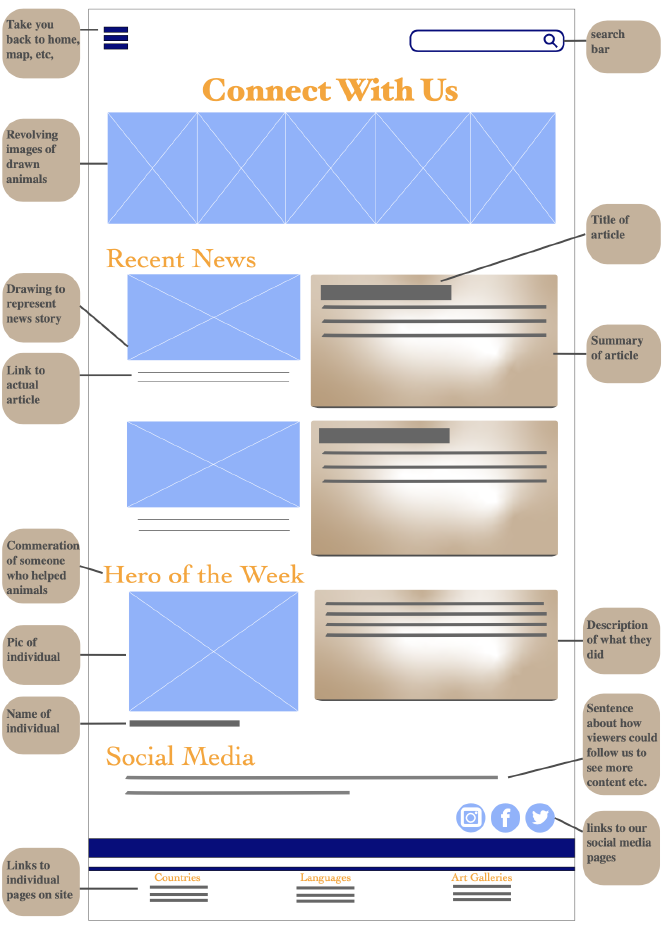 Take you
back to home,
map, etc,
search
bar
Connect With Us
Revolving
images of
drawn
animals
Title of
article
Recent News
Drawing to
represent
news story
Summary
of article
Link to
actual
article
Commeration
of someone
who helped
animals
Hero of the Week
Description
of what they
did
Pic of
individual
Name of
individual
Sentence
about how
viewers could
follow us to
see more
content etc.
Social Media
links to our
social media
pages
Links to
individual
pages on site
Countries
Languages
Art Galleries